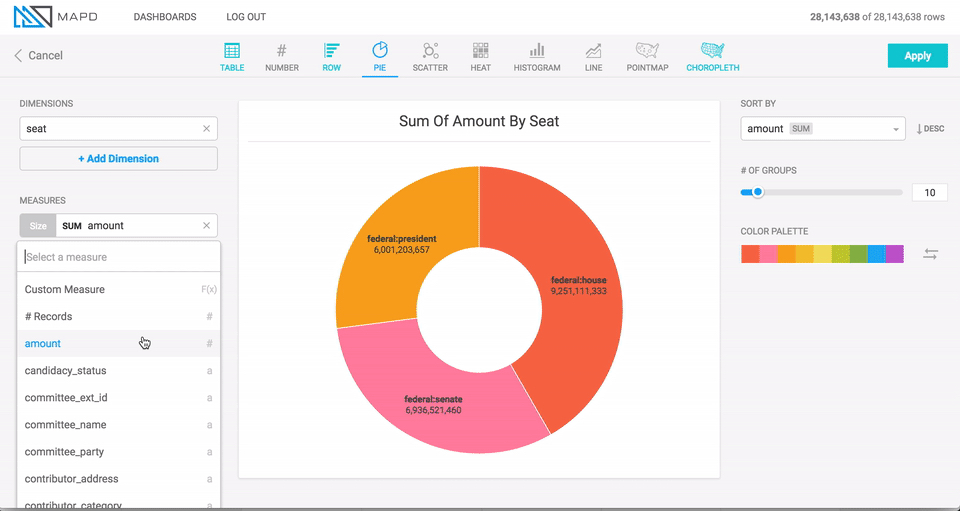 MAPD DASHBOARDS LOG OUT 28,143,638 of 28,143,638 rows
Cancel
TABLE NUMBER ROW PIE SCATTER HEAT HISTOGRAM LINE POINTMAP CHOROPLETH
Apply
DIMENSIONS
seat
+ Add Dimension
MEASURES
Size SUM amount
Select a measure
Custom Measure F(x)
# Records #
amount #
candidacy_status a
committee_ext_id a
committee_name a
committee_party a
contributor_address a
contributor_category a
Sum Of Amount By Seat
federal:president
6,001,203,657
federal:house
9,251,111,333
federal:senate
6,936,521,460
SORT BY
amount SUM DESC
# OF GROUPS
10
COLOR PALETTE